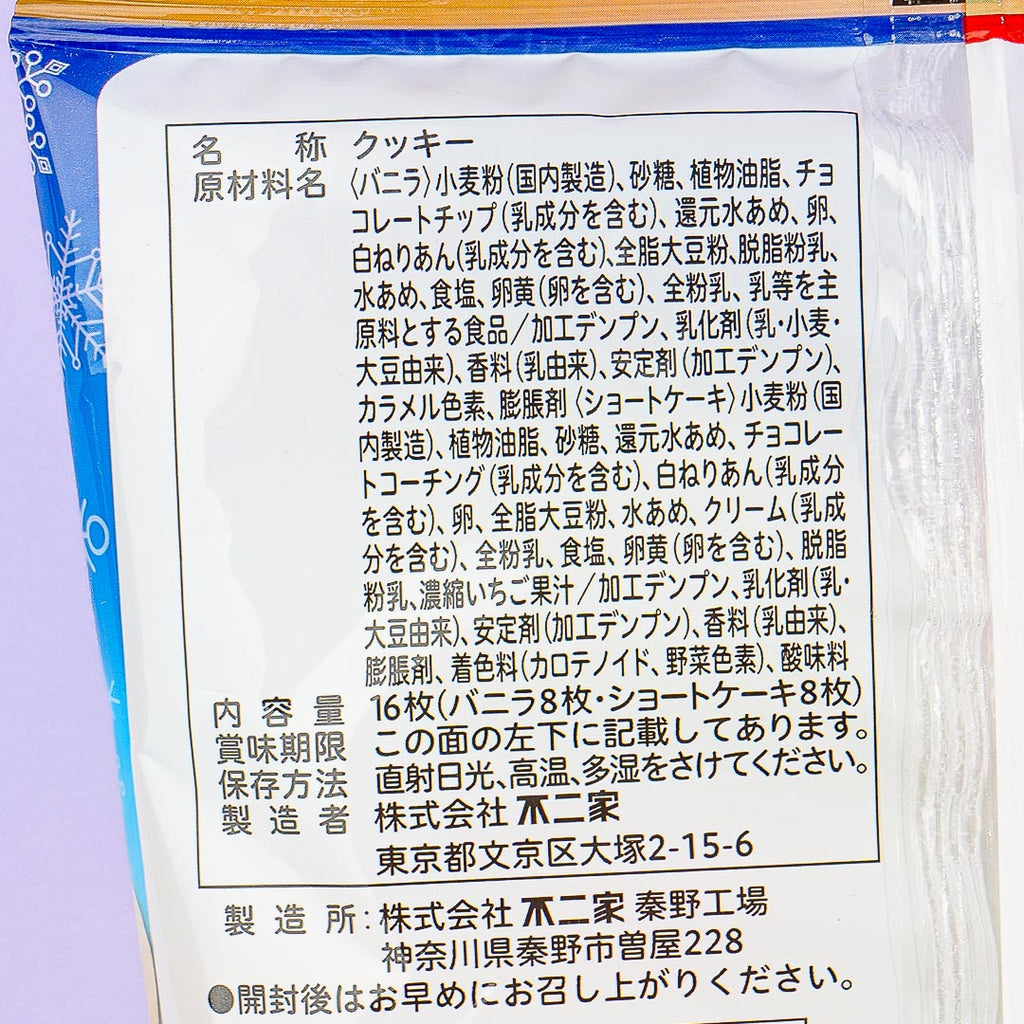 名称 クッキー
原材料名 〈バニラ〉小麦粉(国内製造)、砂糖、植物油脂、チョ
コレートチップ(乳成分を含む)、還元水あめ、卵、
白ねりあん(乳成分を含む)、全脂大豆粉、脱脂粉乳、
水あめ、食塩、卵黄(卵を含む)、全粉乳、乳等を主
原料とする食品/加工デンプン、乳化剤(乳・小麦・
大豆由来)、香料(乳由来)、安定剤(加工デンプン)、
カラメル色素、膨脹剤〈ショートケーキ〉小麦粉(国
内製造)、植物油脂、砂糖、還元水あめ、チョコレー
トコーチング(乳成分を含む)、白ねりあん(乳成分
を含む)、卵、全脂大豆粉、水あめ、クリーム(乳成
分を含む)、全粉乳、食塩、卵黄(卵を含む)、脱脂
粉乳、濃縮いちご果汁/加工デンプン、乳化剤(乳・
大豆由来)、安定剤(加工デンプン)、香料(乳由来)、
膨脹剤、着色料(カロテノイド、野菜色素)、酸味料
内容量 16枚(バニラ8枚・ショートケーキ8枚)
賞味期限 この面の左下に記載してあります。
保存方法 直射日光、高温、多湿をさけてください。
製造者 株式会社 不二家
東京都文京区大塚2-15-6
製造所:株式会社 不二家 秦野工場
神奈川県秦野市曽屋228
●開封後はお早めにお召し上がりください。